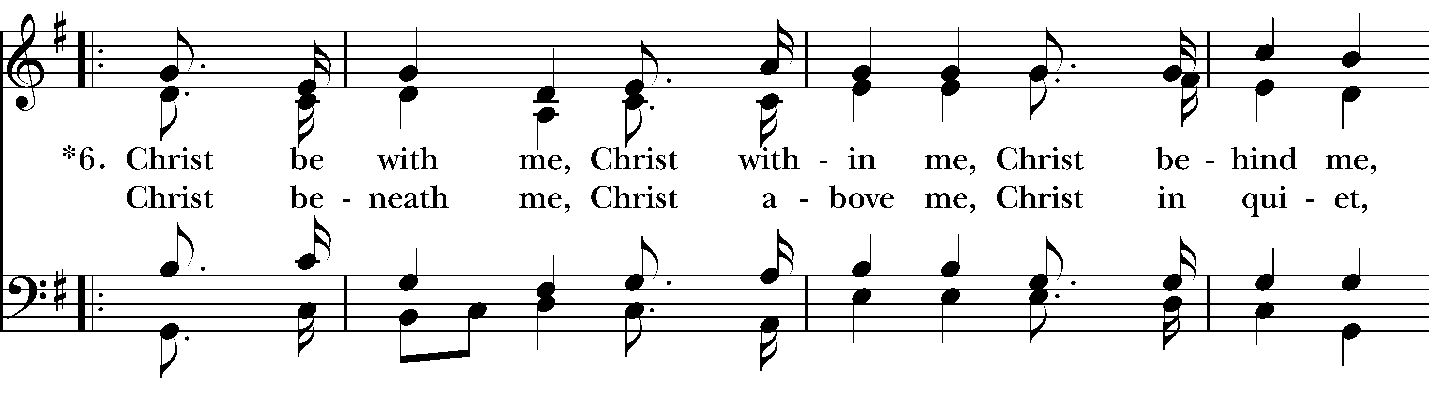 *6. Christ be with me, Christ with - in me, Christ be - hind me,
Christ be - neath me, Christ a - bove me, Christ in qui - et,